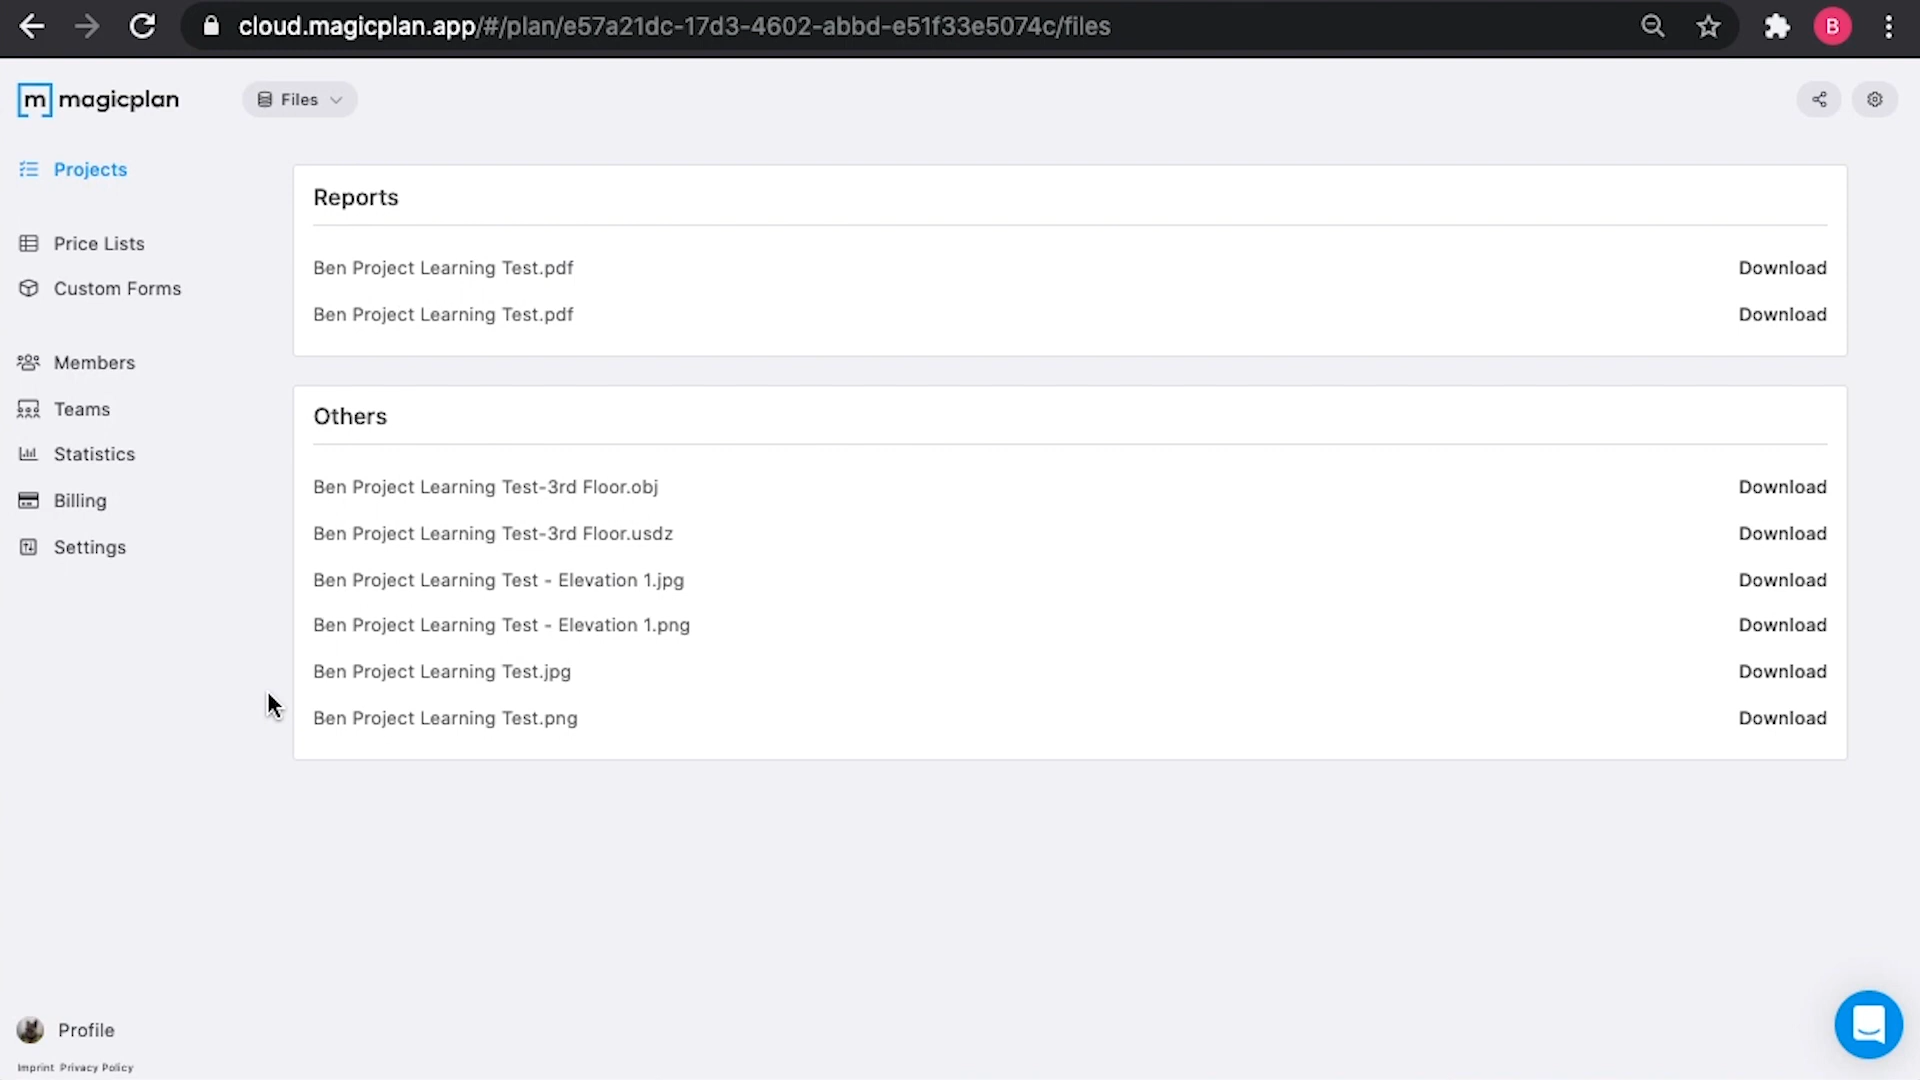 cloud.magicplan.app/#/plan/e57a21dc-17d3-4602-abbd-e51f33e5074c/files
B
m magicplan
Files
Projects
Price Lists
Custom Forms
Members
Teams
Statistics
Billing
Settings
Reports
Ben Project Learning Test.pdf Download
Ben Project Learning Test.pdf Download
Others
Ben Project Learning Test-3rd Floor.obj Download
Ben Project Learning Test-3rd Floor.usdz Download
Ben Project Learning Test - Elevation 1.jpg Download
Ben Project Learning Test - Elevation 1.png Download
Ben Project Learning Test.jpg Download
Ben Project Learning Test.png Download
Profile
Imprint Privacy Policy